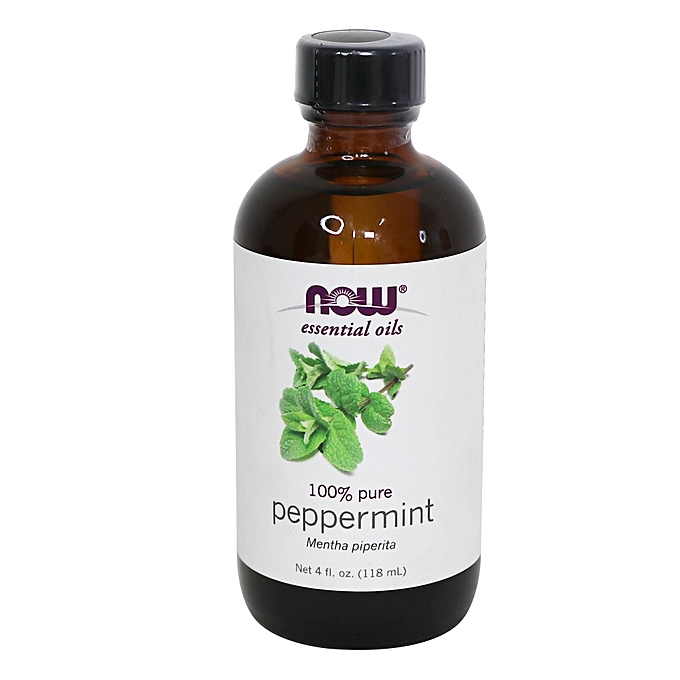 NOW®
essential oils
100% pure
peppermint
Mentha piperita
Net 4 fl. oz. (118 mL)